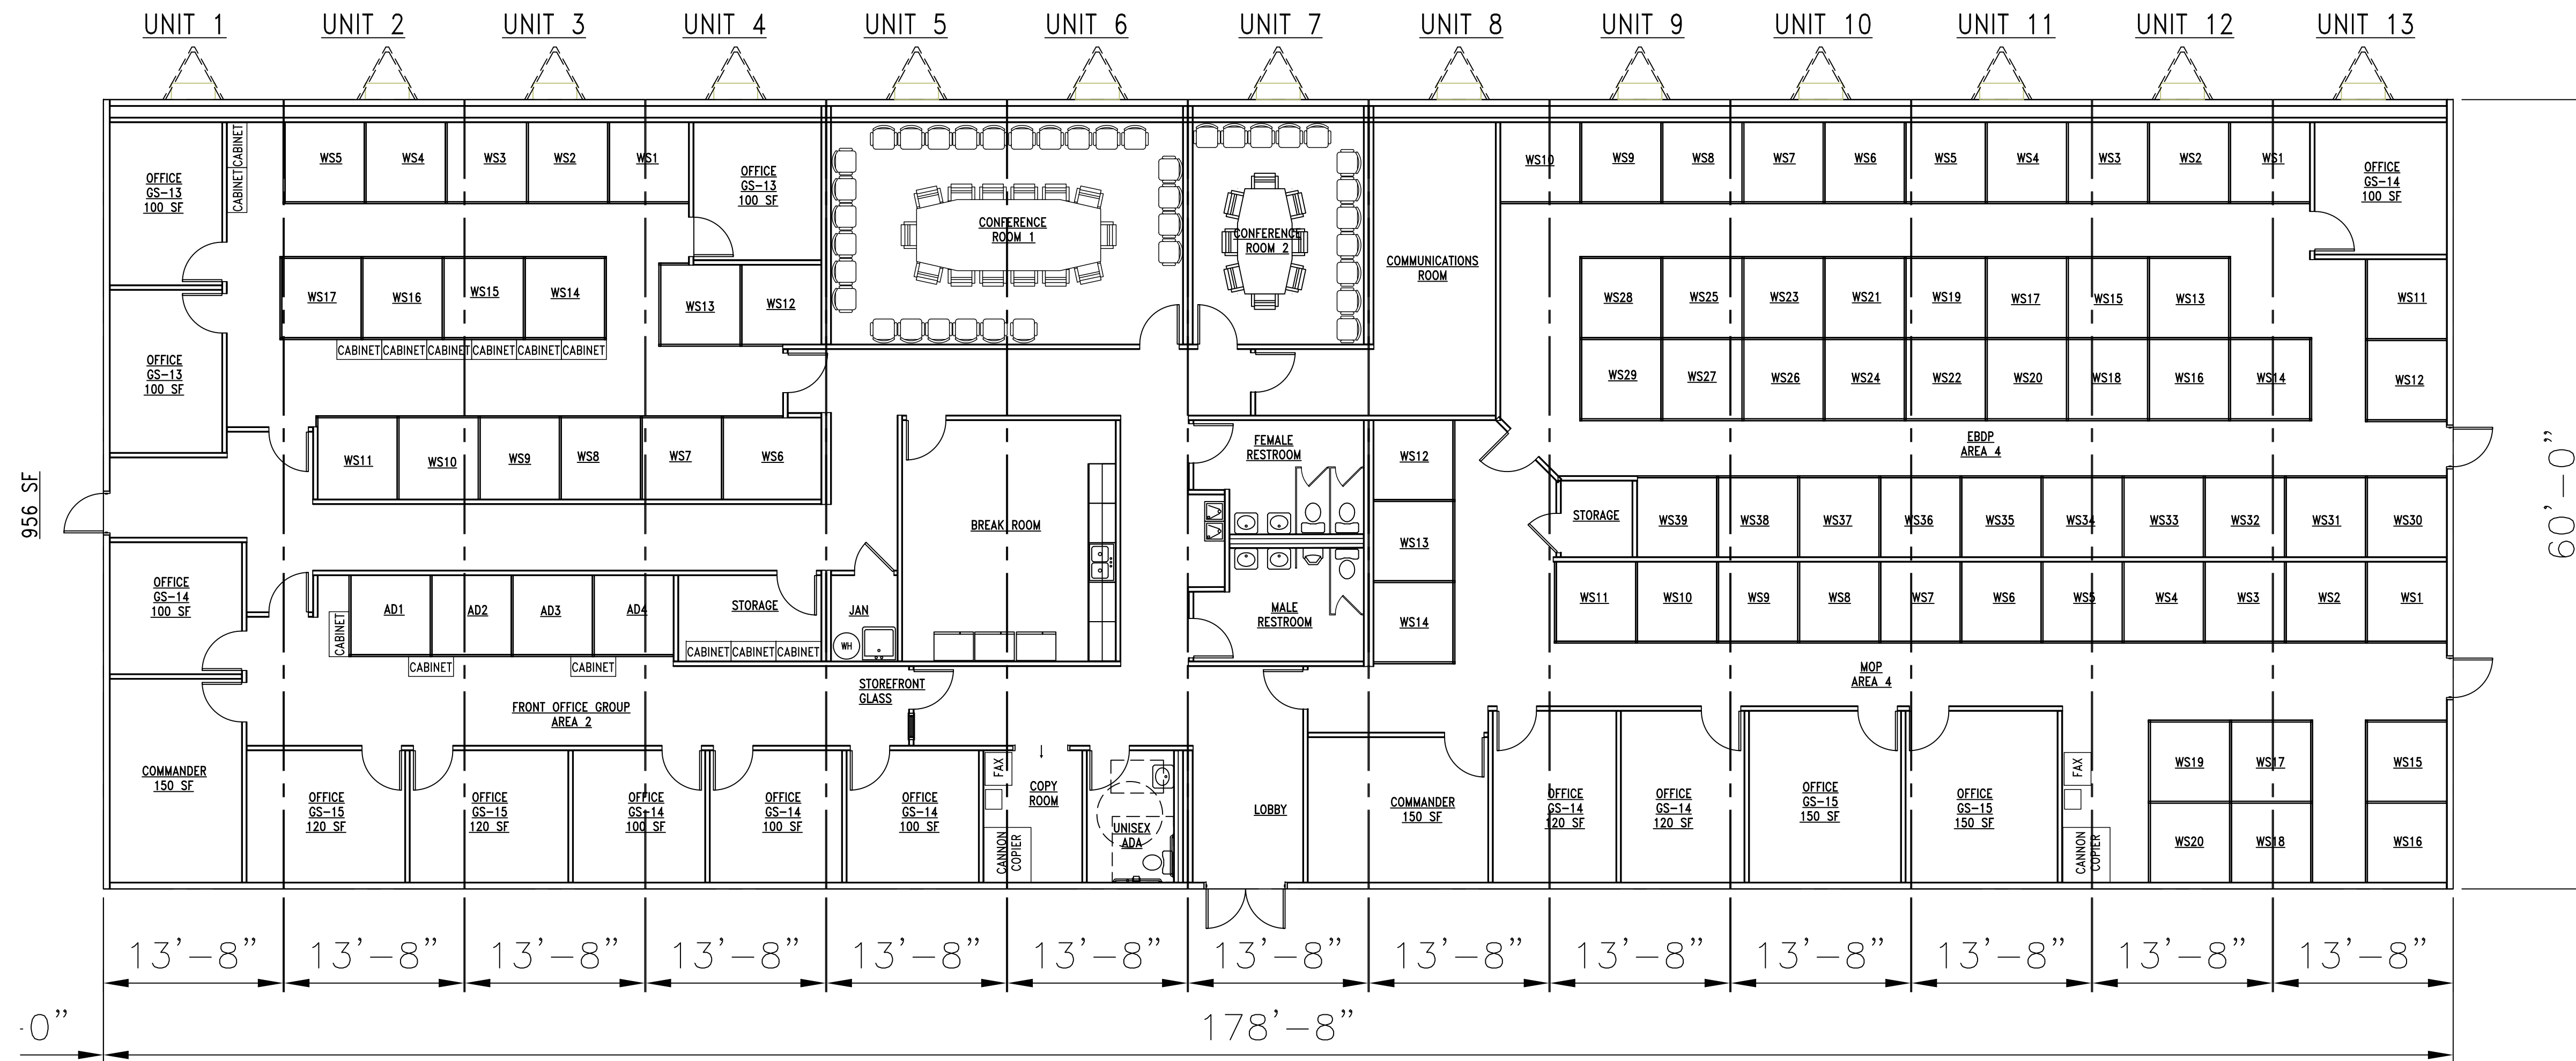 UNIT 1
UNIT 2
UNIT 3
UNIT 4
UNIT 5
UNIT 6
UNIT 7
UNIT 8
UNIT 9
UNIT 10
UNIT 11
UNIT 12
UNIT 13
OFFICE
GS-13
100 SF
CABINET
CABINET
WS5
WS4
WS3
WS2
WS1
OFFICE
GS-13
100 SF
CONFERENCE
ROOM 1
CONFERENCE
ROOM 2
COMMUNICATIONS
ROOM
WS10
WS9
WS8
WS7
WS6
WS5
WS4
WS3
WS2
WS1
OFFICE
GS-14
100 SF
WS17
WS16
WS15
WS14
WS13
WS12
WS28
WS25
WS23
WS21
WS19
WS17
WS15
WS13
WS11
CABINET
CABINET
CABINET
CABINET
CABINET
CABINET
OFFICE
GS-13
100 SF
WS29
WS27
WS26
WS24
WS22
WS20
WS18
WS16
WS14
WS12
WS11
WS10
WS9
WS8
WS7
WS6
FEMALE
RESTROOM
WS12
EBDP
AREA 4
956 SF
60'-0"
BREAK ROOM
WS13
STORAGE
WS39
WS38
WS37
WS36
WS35
WS34
WS33
WS32
WS31
WS30
OFFICE
GS-14
100 SF
CABINET
AD1
AD2
AD3
AD4
STORAGE
JAN
WH
CABINET
CABINET
CABINET
CABINET
CABINET
MALE
RESTROOM
WS14
WS11
WS10
WS9
WS8
WS7
WS6
WS5
WS4
WS3
WS2
WS1
STOREFRONT
GLASS
FRONT OFFICE GROUP
AREA 2
MOP
AREA 4
COMMANDER
150 SF
OFFICE
GS-15
120 SF
OFFICE
GS-15
120 SF
OFFICE
GS-14
100 SF
OFFICE
GS-14
100 SF
OFFICE
GS-14
100 SF
FAX
COPY
ROOM
CANNON
COPIER
UNISEX
ADA
LOBBY
COMMANDER
150 SF
OFFICE
GS-14
120 SF
OFFICE
GS-14
120 SF
OFFICE
GS-15
150 SF
OFFICE
GS-15
150 SF
FAX
CANNON
COPIER
WS19
WS17
WS15
WS20
WS18
WS16
13'-8"
13'-8"
13'-8"
13'-8"
13'-8"
13'-8"
13'-8"
13'-8"
13'-8"
13'-8"
13'-8"
13'-8"
13'-8"
-0"
178'-8"